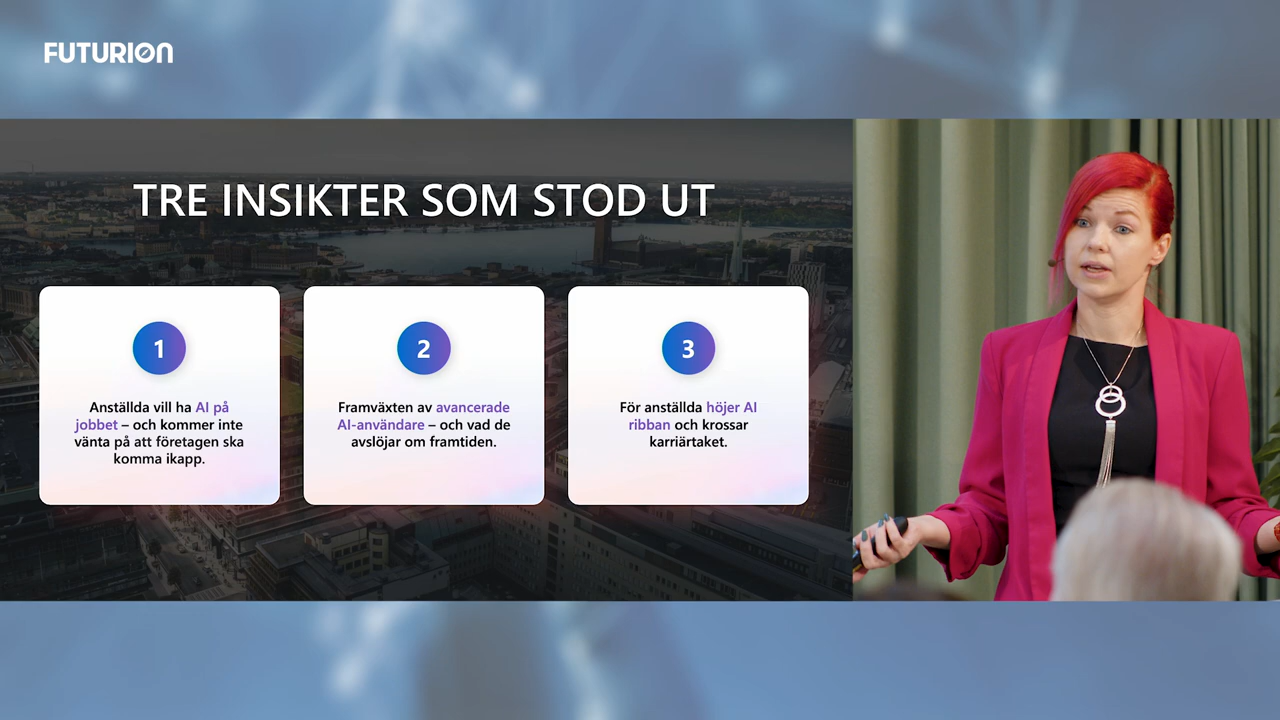 FUTURION
TRE INSIKTER SOM STOD UT
1
Anställda vill ha AI på
jobbet – och kommer inte
vänta på att företagen ska
komma ikapp.
2
Framväxten av avancerade
AI-användare – och vad de
avslöjar om framtiden.
3
För anställda höjer AI
ribban och krossar
karriärtaket.